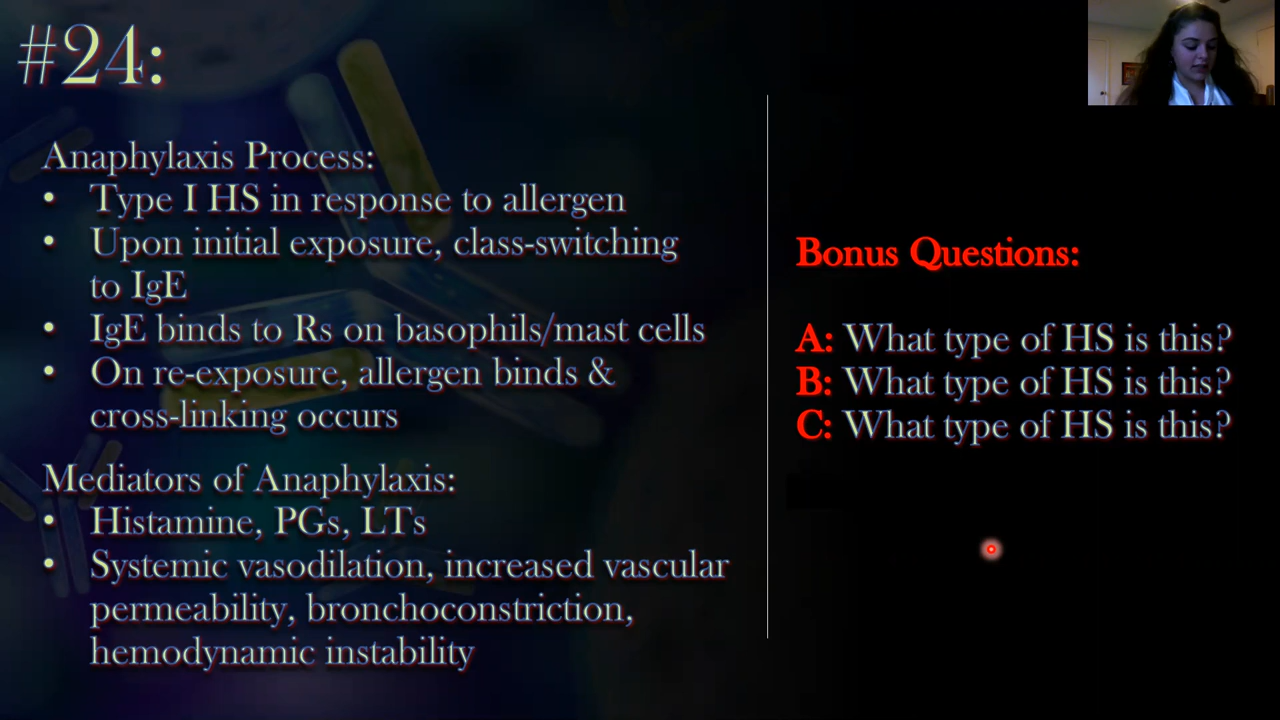 #24:
Anaphylaxis Process:
• Type I HS in response to allergen
• Upon initial exposure, class-switching
to IgE
• IgE binds to Rs on basophils/mast cells
• On re-exposure, allergen binds &
cross-linking occurs
Mediators of Anaphylaxis:
• Histamine, PGs, LTs
• Systemic vasodilation, increased vascular
permeability, bronchoconstriction,
hemodynamic instability
Bonus Questions:
A: What type of HS is this?
B: What type of HS is this?
C: What type of HS is this?